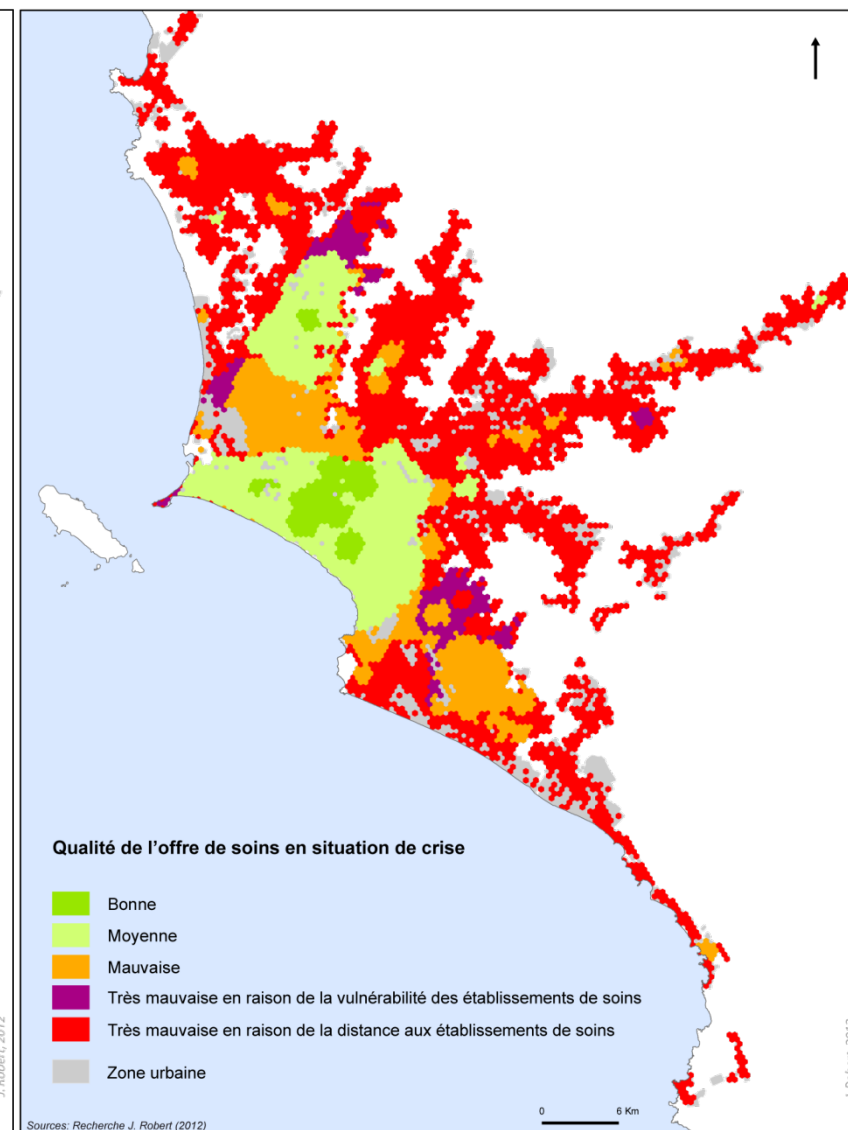 Qualité de l'offre de soins en situation de crise
Bonne
Moyenne
Mauvaise
Très mauvaise en raison de la vulnérabilité des établissements de soins
Très mauvaise en raison de la distance aux établissements de soins
Zone urbaine
0 6 Km
Sources: Recherche J. Robert (2012)
J. Robert, 2012